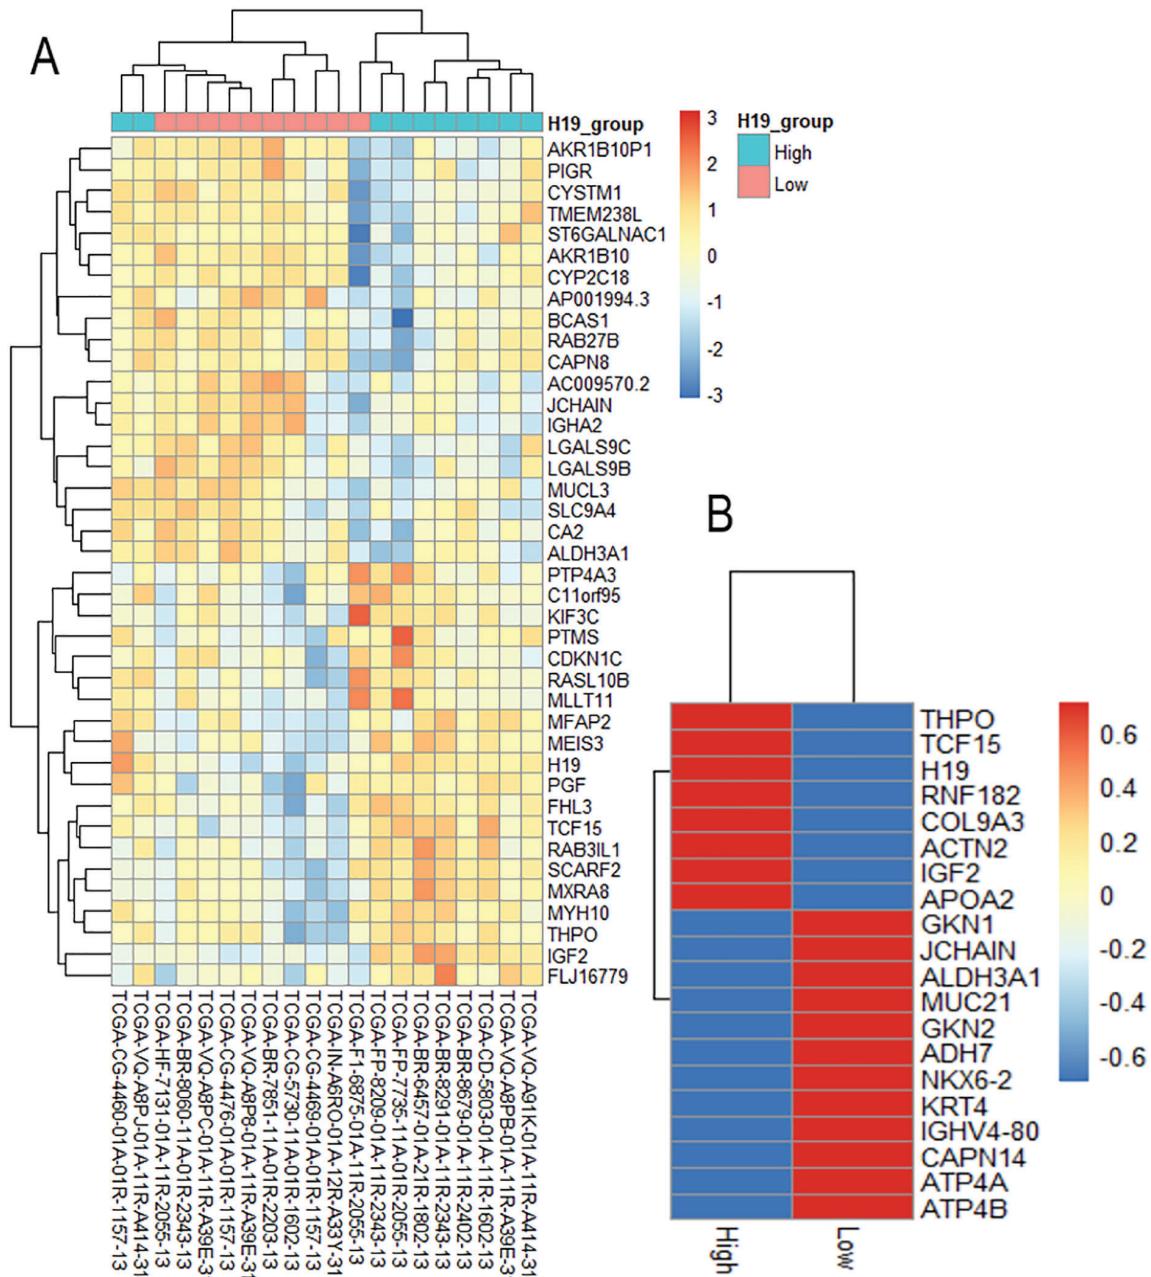 A
H19_group
AKR1B10P1
PIGR
CYSTM1
TMEM238L
ST6GALNAC1
AKR1B10
CYP2C18
AP001994.3
BCAS1
RAB27B
CAPN8
AC009570.2
JCHAIN
IGHA2
LGALS9C
LGALS9B
MUCL3
SLC9A4
CA2
ALDH3A1
PTP4A3
C11orf95
KIF3C
PTMS
CDKN1C
RASL10B
MLLT11
MFAP2
MEIS3
H19
PGF
FHL3
TCF15
RAB3IL1
SCARF2
MXRA8
MYH10
THPO
IGF2
FLJ16779
3
2
1
0
-1
-2
-3
H19_group
High
Low
TCGA-CG-4460-01A-01R-1157-13
TCGA-VQ-A8PJ-01A-11R-A414-31
TCGA-HF-7131-01A-11R-2055-13
TCGA-BR-8060-11A-01R-2343-13
TCGA-VQ-A8PC-01A-11R-A39E-3
TCGA-CG-4476-01A-01R-1157-13
TCGA-VQ-A8P8-01A-11R-A39E-31
TCGA-BR-7851-11A-01R-2203-13
TCGA-CG-5730-11A-01R-1602-13
TCGA-CG-4469-01A-01R-1157-13
TCGA-IN-A6RO-01A-12R-A33Y-31
TCGA-F1-6875-01A-11R-2055-13
TCGA-FP-8209-01A-11R-2343-13
TCGA-FP-7735-11A-01R-2055-13
TCGA-BR-6457-01A-21R-1802-13
TCGA-BR-8291-01A-11R-2343-13
TCGA-BR-8679-01A-11R-2402-13
TCGA-CD-5803-01A-11R-1602-13
TCGA-VQ-A8PB-01A-11R-A39E-3
TCGA-VQ-A91K-01A-11R-A414-31
B
THPO
TCF15
H19
RNF182
COL9A3
ACTN2
IGF2
APOA2
GKN1
JCHAIN
ALDH3A1
MUC21
GKN2
ADH7
NKX6-2
KRT4
IGHV4-80
CAPN14
ATP4A
ATP4B
High
Low
0.6
0.4
0.2
0
-0.2
-0.4
-0.6